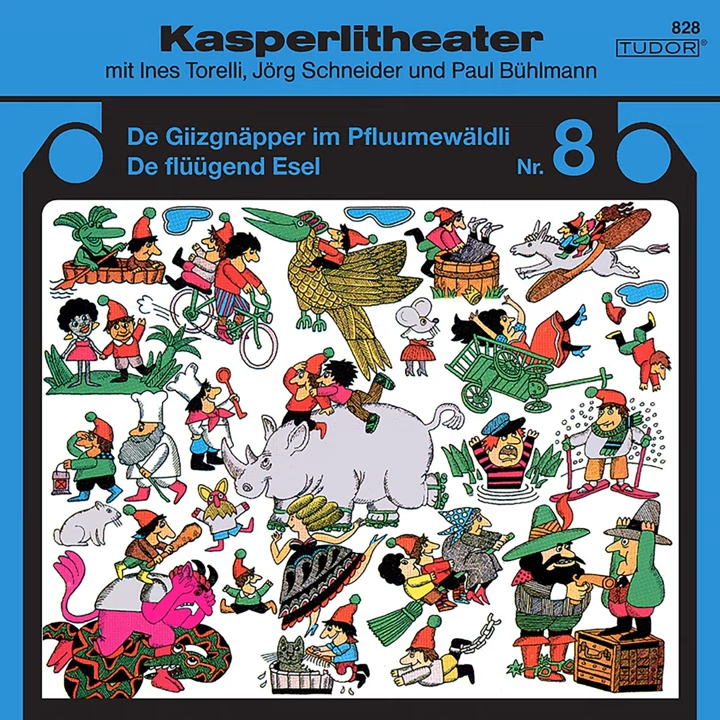 828
Kasperlitheater
TUDOR®
mit Ines Torelli, Jörg Schneider und Paul Bühlmann
De Giizgnäpper im Pfluumewäldli
De flüügend Esel
Nr. 8